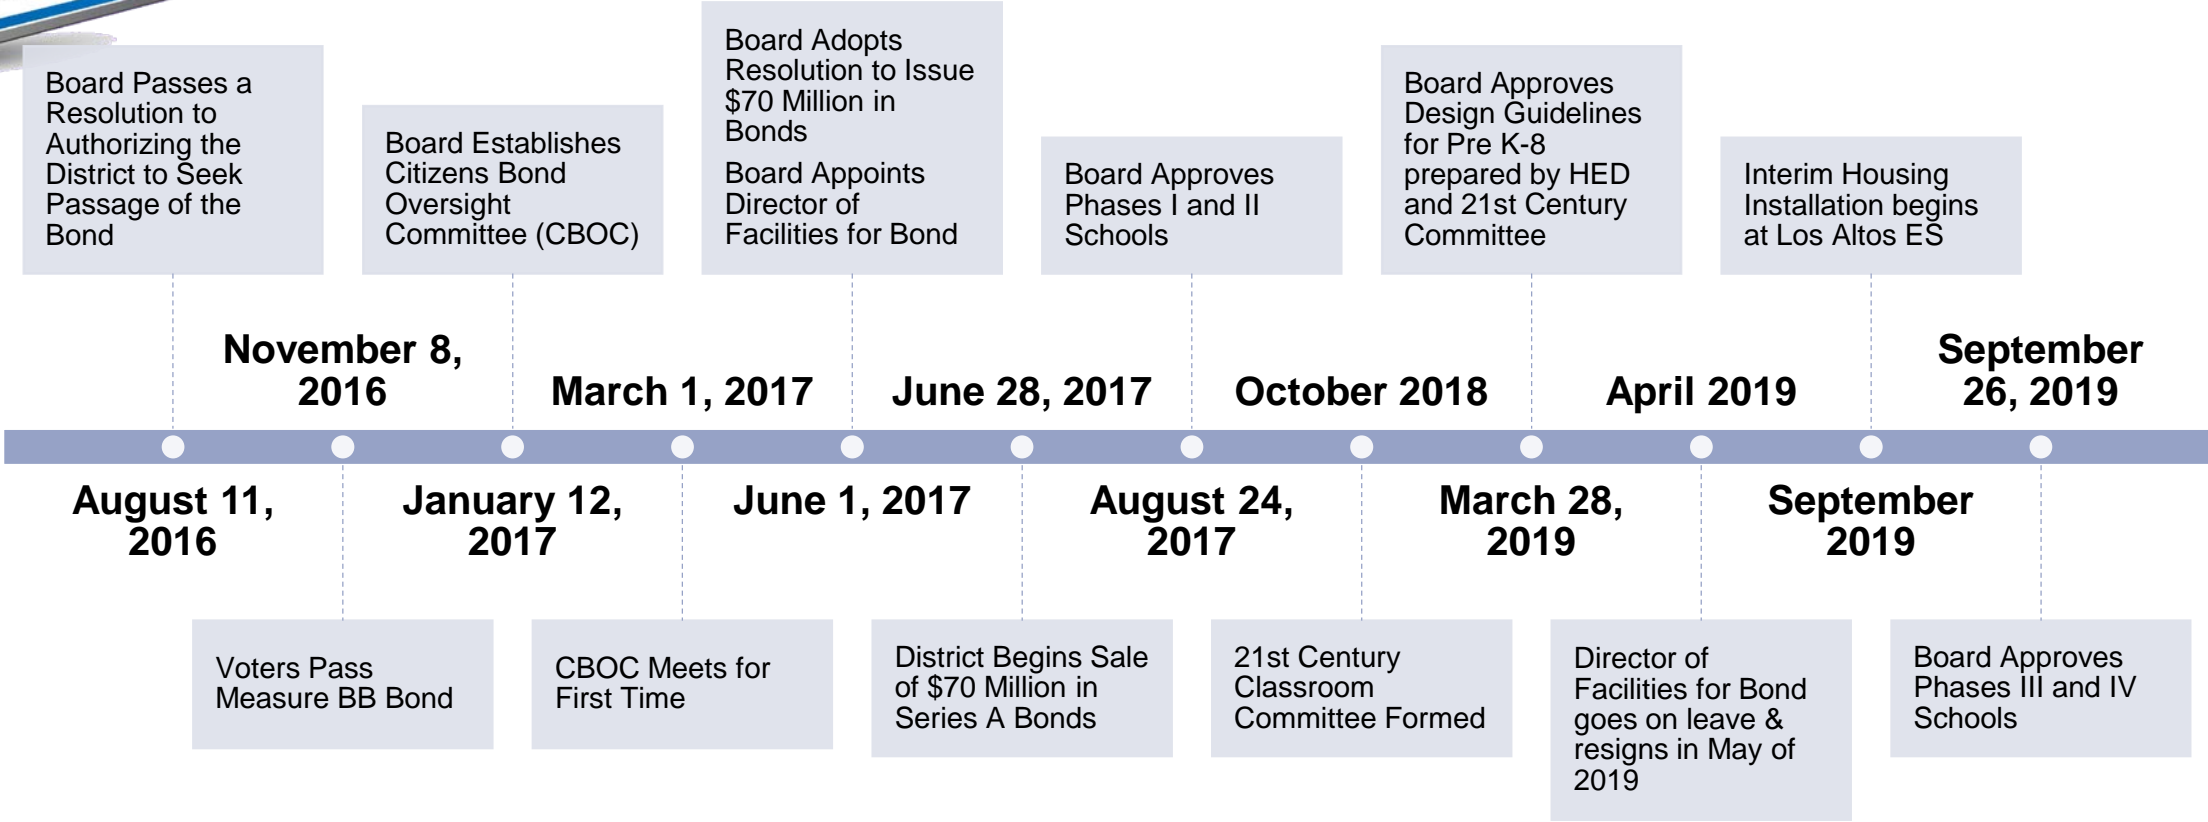 Board Passes a
Resolution to
Authorizing the
District to Seek
Passage of the
Bond
August 11,
2016
November 8,
2016
Voters Pass
Measure BB Bond
Board Establishes
Citizens Bond
Oversight
Committee (CBOC)
January 12,
2017
March 1, 2017
CBOC Meets for
First Time
Board Adopts
Resolution to Issue
$70 Million in
Bonds
Board Appoints
Director of
Facilities for Bond
June 1, 2017
June 28, 2017
District Begins Sale
of $70 Million in
Series A Bonds
Board Approves
Phases I and II
Schools
August 24,
2017
October 2018
21st Century
Classroom
Committee Formed
Board Approves
Design Guidelines
for Pre K-8
prepared by HED
and 21st Century
Committee
March 28,
2019
April 2019
Director of
Facilities for Bond
goes on leave &
resigns in May of
2019
Interim Housing
Installation begins
at Los Altos ES
September
2019
September
26, 2019
Board Approves
Phases III and IV
Schools